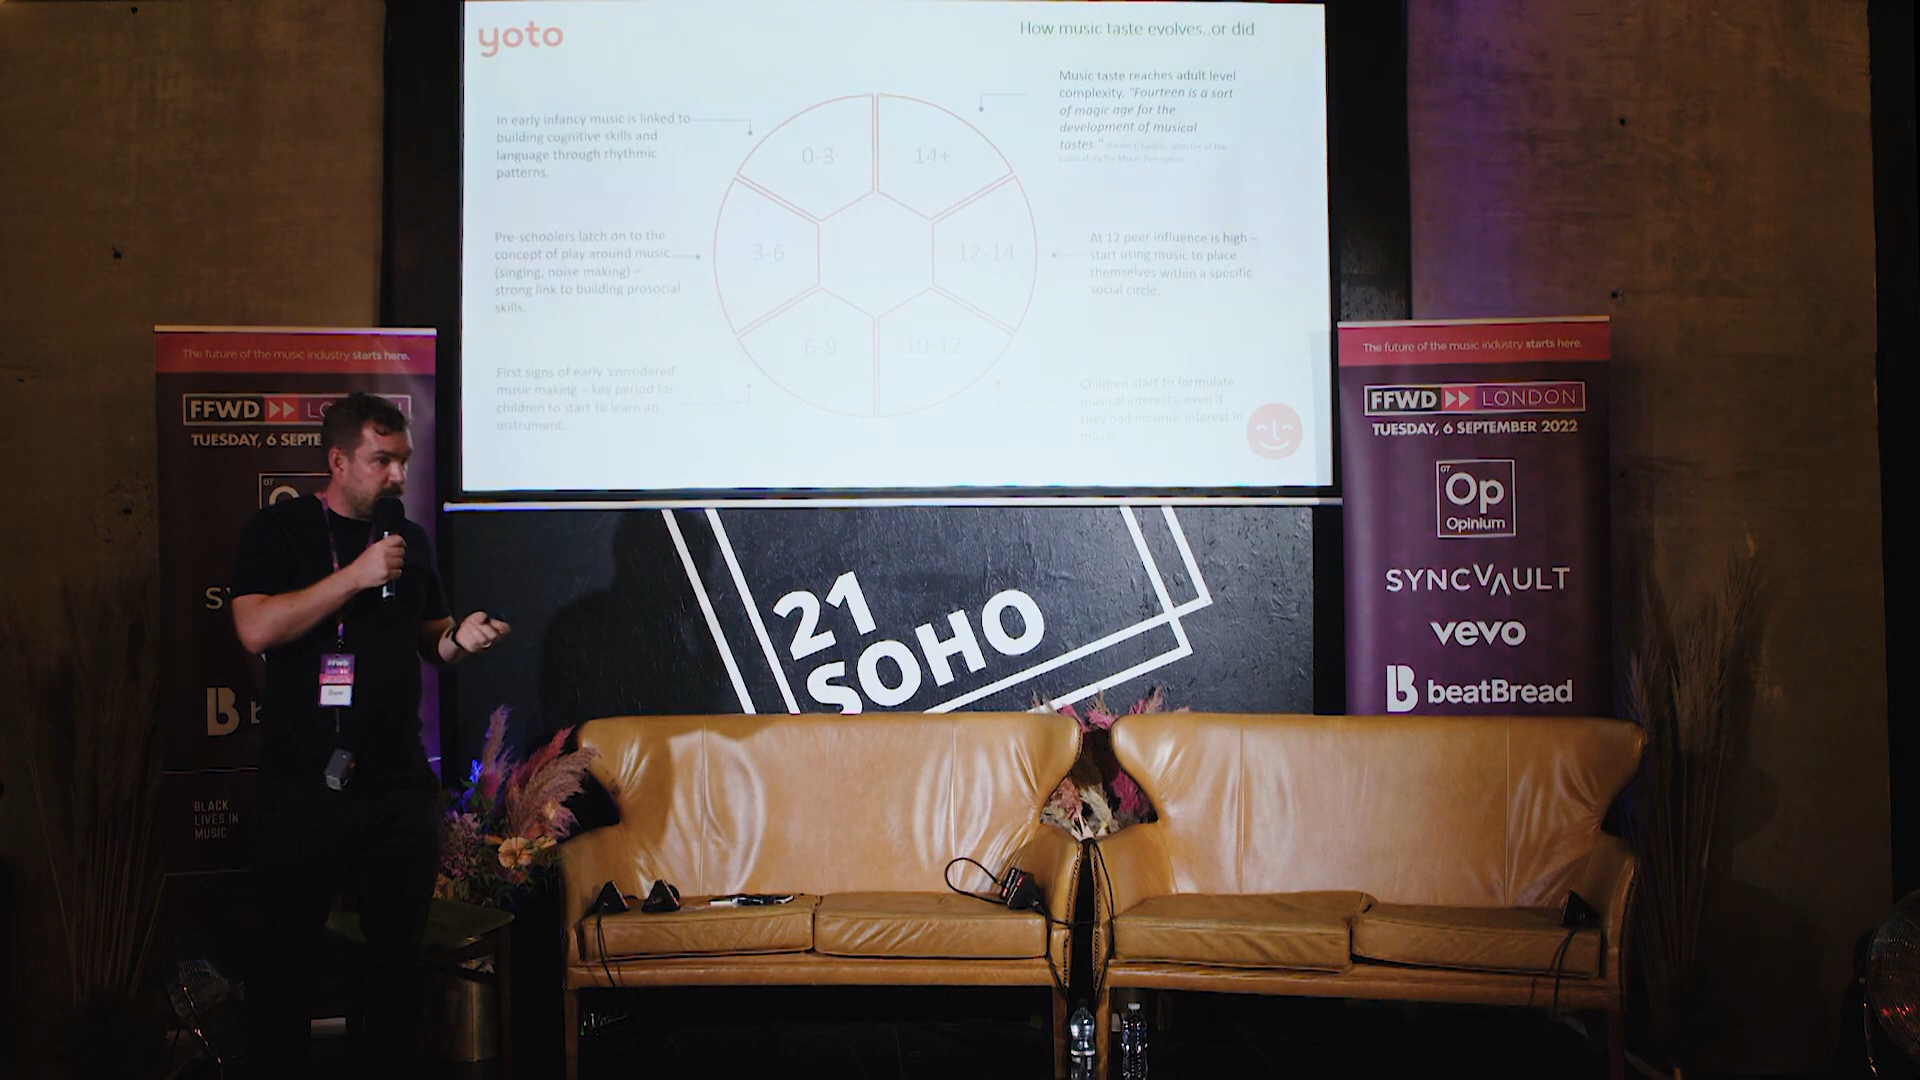 yoto
How music taste evolves..or did
In early infancy music is linked to
building cognitive skills and
language through rhythmic
patterns.
Pre-schoolers latch on to the
concept of play around music
(singing, noise making) –
strong link to building prosocial
skills.
First signs of early 'considered'
music making – key period for
children to start to learn an
instrument.
0-3
14+
3-6
12-14
6-9
10-12
Music taste reaches adult level
complexity. "Fourteen is a sort
of magic age for the
development of musical
tastes."
At 12 peer influence is high –
start using music to place
themselves within a specific
social circle.
Children start to formulate
musical interests, even if
they had no prior interest in
music.
The future of the music industry starts here.
FFWD LO
TUESDAY, 6 SEPTE
BLACK
LIVES IN
MUSIC
FFWD
21
SOHO
The future of the music industry starts here.
FFWD LONDON
TUESDAY, 6 SEPTEMBER 2022
07
Op
Opinium
SYNCVAULT
vevo
beatBread